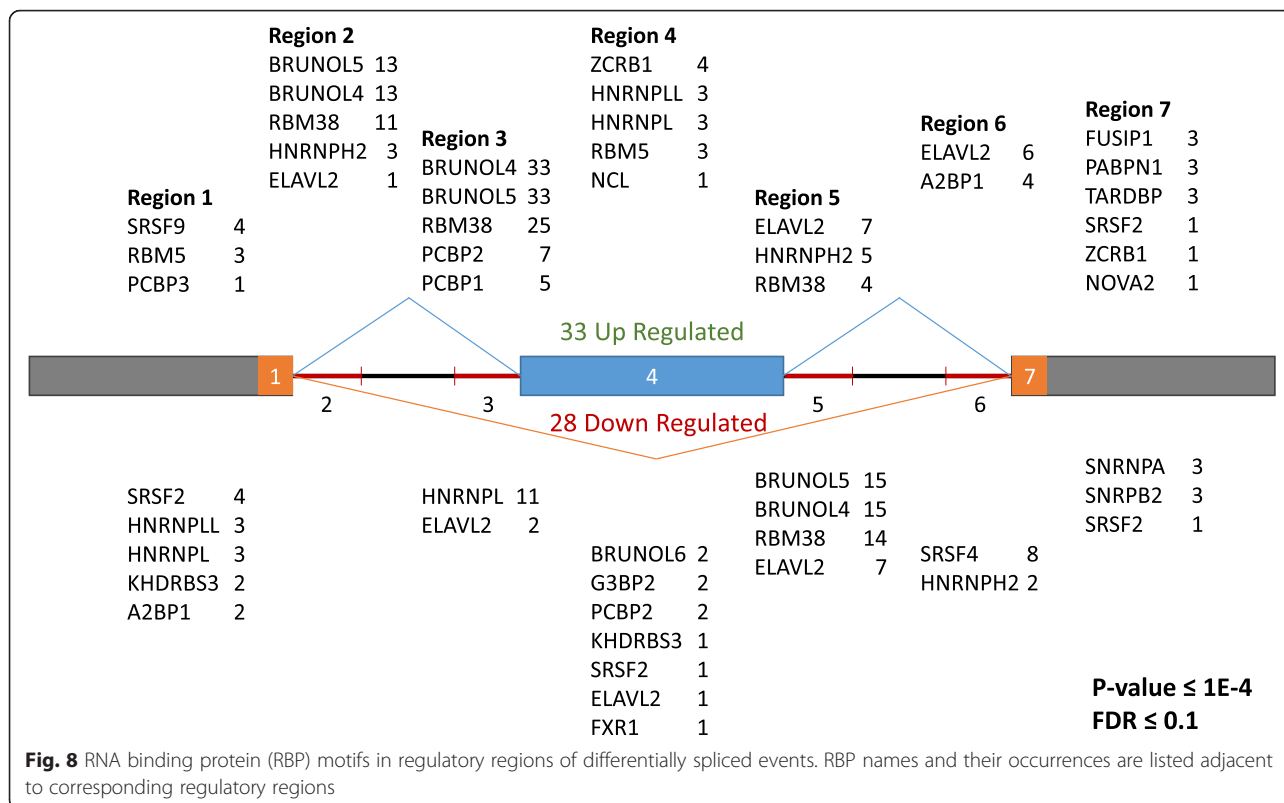 Region 1
SRSF9 4
RBM5 3
PCBP3 1
Region 2
BRUNOL5 13
BRUNOL4 13
RBM38 11
HNRNPH2 3
ELAVL2 1
Region 3
BRUNOL4 33
BRUNOL5 33
RBM38 25
PCBP2 7
PCBP1 5
Region 4
ZCRB1 4
HNRNPLL 3
HNRNPL 3
RBM5 3
NCL 1
Region 5
ELAVL2 7
HNRNPH2 5
RBM38 4
Region 6
ELAVL2 6
A2BP1 4
Region 7
FUSIP1 3
PABPN1 3
TARDBP 3
SRSF2 1
ZCRB1 1
NOVA2 1
33 Up Regulated
1
4
7
2
3
5
6
28 Down Regulated
SRSF2 4
HNRNPLL 3
HNRNPL 3
KHDRBS3 2
A2BP1 2
HNRNPL 11
ELAVL2 2
BRUNOL6 2
G3BP2 2
PCBP2 2
KHDRBS3 1
SRSF2 1
ELAVL2 1
FXR1 1
BRUNOL5 15
BRUNOL4 15
RBM38 14
ELAVL2 7
SRSF4 8
HNRNPH2 2
SNRNPA 3
SNRPB2 3
SRSF2 1
P-value ≤ 1E-4
FDR ≤ 0.1
Fig. 8 RNA binding protein (RBP) motifs in regulatory regions of differentially spliced events. RBP names and their occurrences are listed adjacent
to corresponding regulatory regions